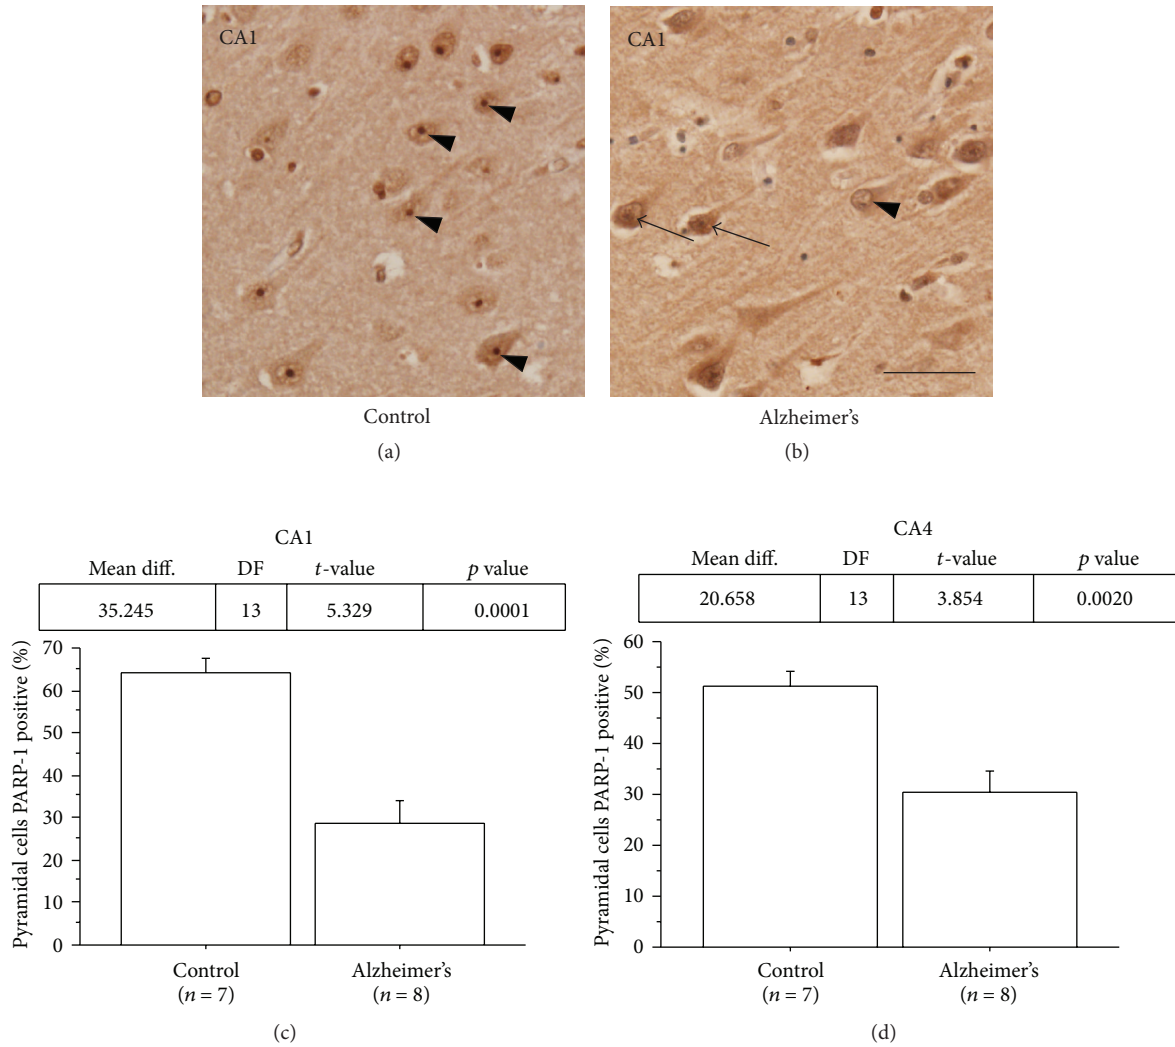 CA1
CA1
Control
Alzheimer's
(a)
(b)
CA1
Mean diff. DF t-value p value
35.245 13 5.329 0.0001
Pyramidal cells PARP-1 positive (%)
70
60
50
40
30
20
10
0
Control
(n = 7)
Alzheimer's
(n = 8)
(c)
CA4
Mean diff. DF t-value p value
20.658 13 3.854 0.0020
Pyramidal cells PARP-1 positive (%)
60
50
40
30
20
10
0
Control
(n = 7)
Alzheimer's
(n = 8)
(d)